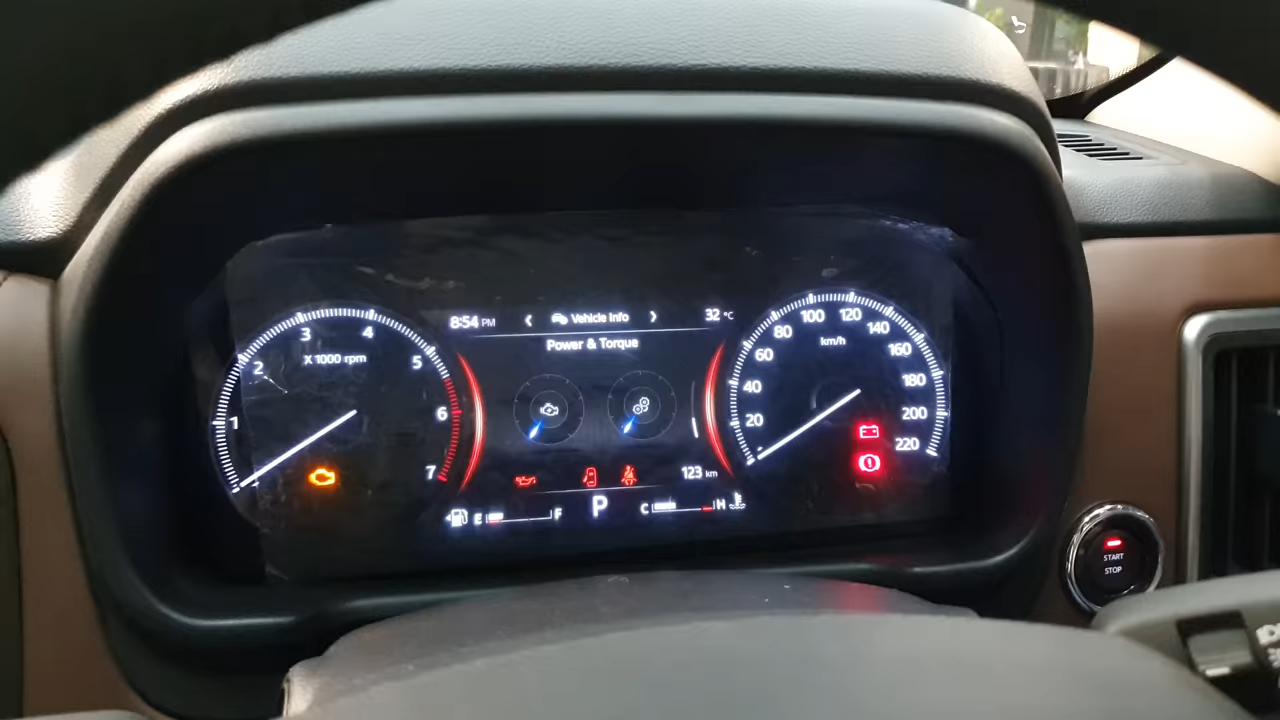 8:54 PM
Vehicle Info
32 °C
Power & Torque
1
2
3
4
5
6
7
X 1000 rpm
20
40
60
80
100
120
140
160
180
200
220
km/h
123 km
E
F
P
C
H
START
STOP